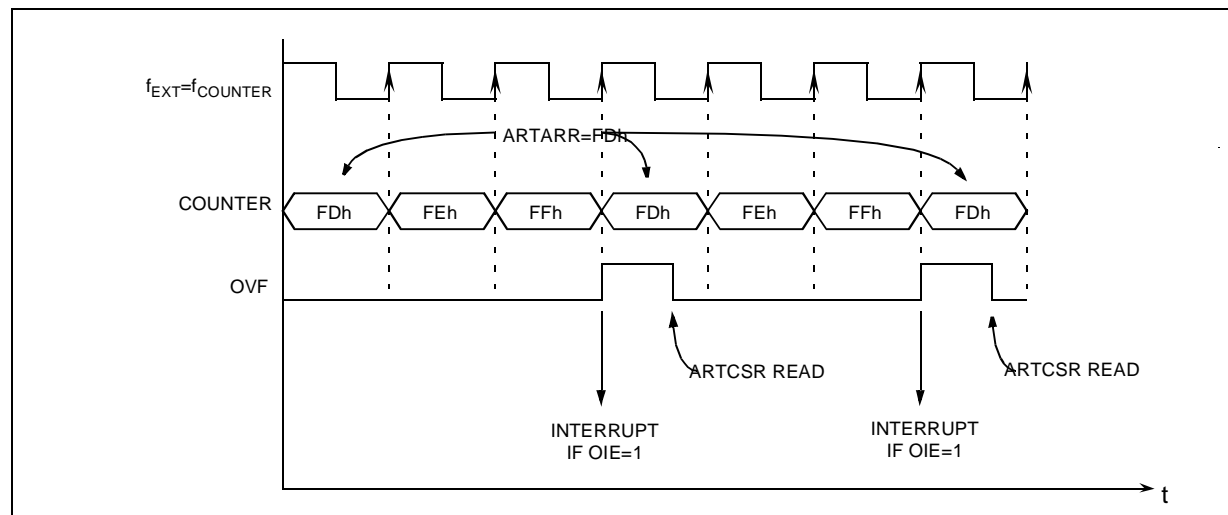 fEXT=fCOUNTER
ARTARR=FDh
COUNTER
FDh
FEh
FFh
FDh
FEh
FFh
FDh
OVF
ARTCSR READ
ARTCSR READ
INTERRUPT
IF OIE=1
INTERRUPT
IF OIE=1
t